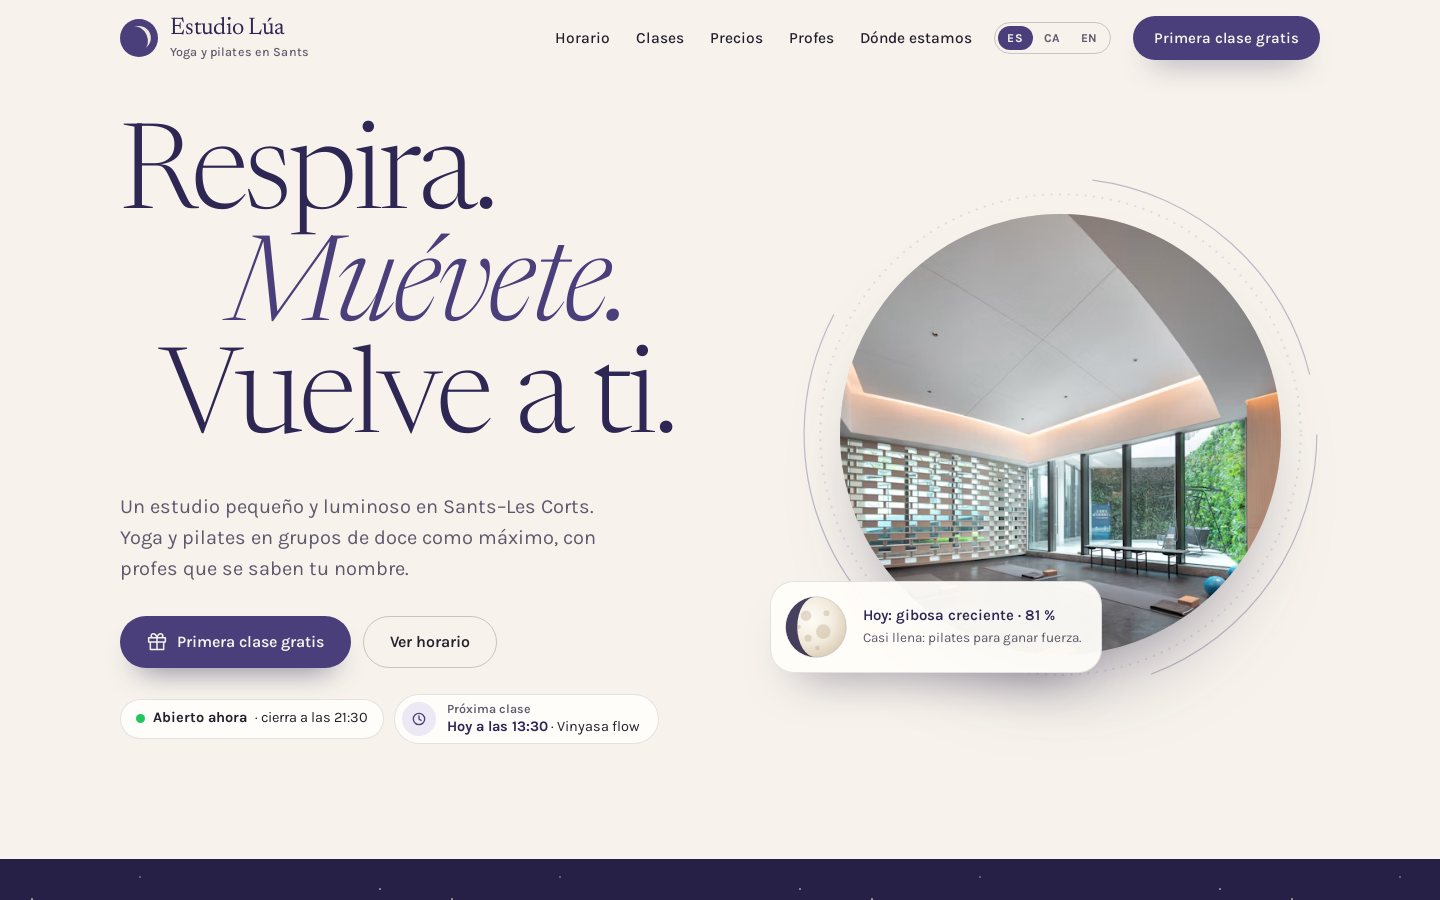 Estudio Lúa
Yoga y pilates en Sants
Horario
Clases
Precios
Profes
Dónde estamos
ES
CA
EN
Primera clase gratis
Respira.
Muévete.
Vuelve a ti.
Un estudio pequeño y luminoso en Sants–Les Corts.
Yoga y pilates en grupos de doce como máximo, con
profes que se saben tu nombre.
Primera clase gratis
Ver horario
Abierto ahora · cierra a las 21:30
Próxima clase
Hoy a las 13:30 · Vinyasa flow
Hoy: gibosa creciente · 81 %
Casi llena: pilates para ganar fuerza.